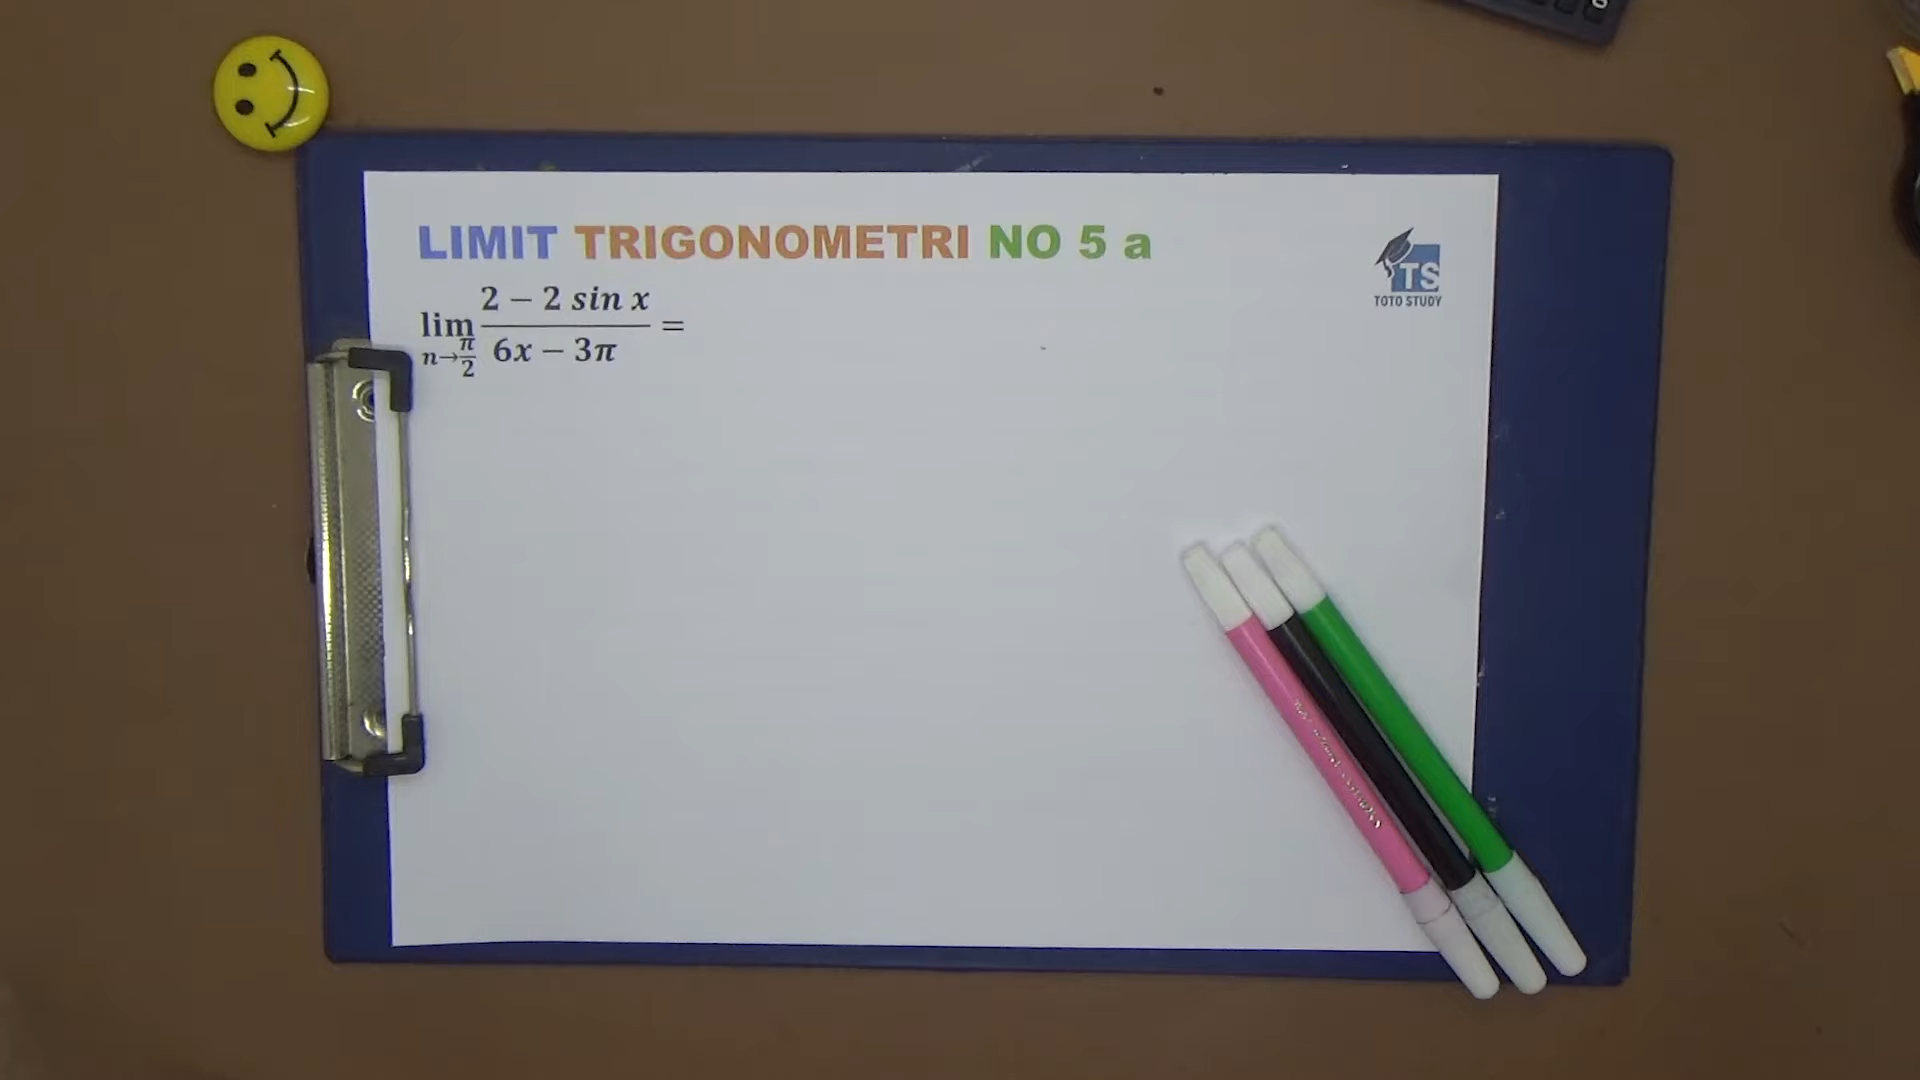 LIMIT TRIGONOMETRI NO 5 a
TS
TOTO STUDY
lim n→π/2 (2 − 2 sin x)/(6x − 3π) =